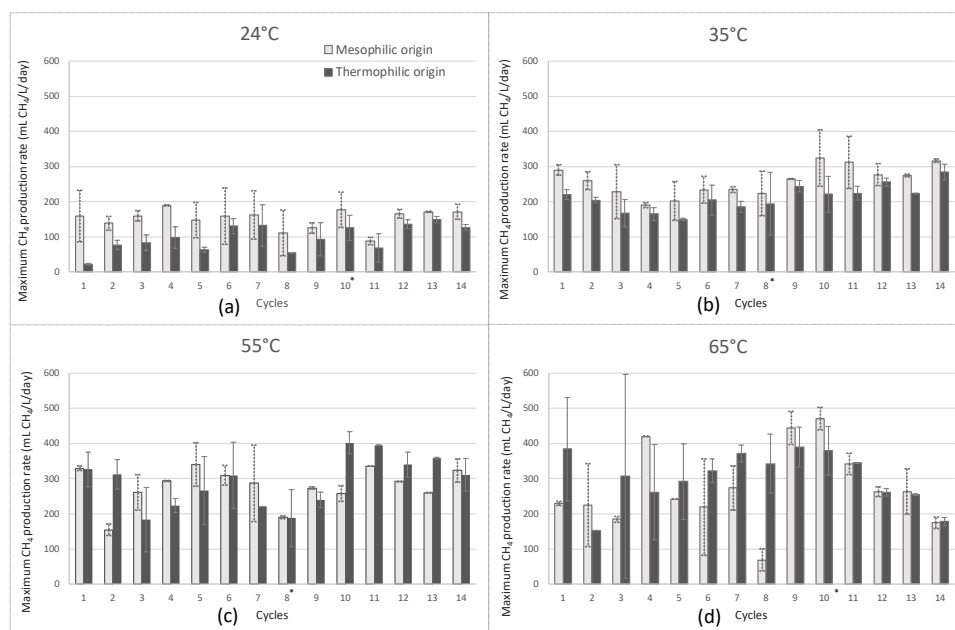 24°C
Mesophilic origin
Thermophilic origin
Maximum CH₄ production rate (mL CH₄/L/day)
600
500
400
300
200
100
0
1 2 3 4 5 6 7 8 9 10* 11 12 13 14
(a) Cycles
35°C
Maximum CH₄ production rate (mL CH₄/L/day)
600
500
400
300
200
100
0
1 2 3 4 5 6 7 8* 9 10 11 12 13 14
(b) Cycles
55°C
Maximum CH₄ production rate (mL CH₄/L/day)
600
500
400
300
200
100
0
1 2 3 4 5 6 7 8* 9 10 11 12 13 14
(c) Cycles
65°C
Maximum CH₄ production rate (mL CH₄/L/day)
600
500
400
300
200
100
0
1 2 3 4 5 6 7 8 9 10 * 11 12 13 14
(d) Cycles